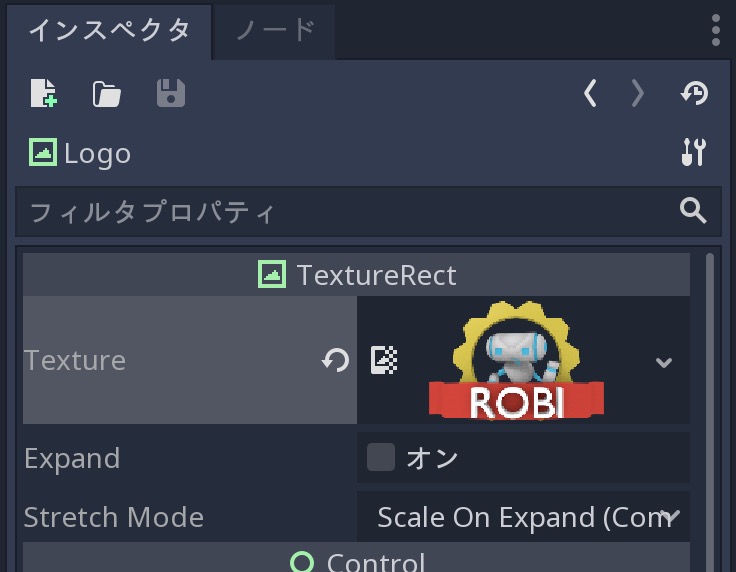 インスペクタ ノード
Logo
フィルタプロパティ
TextureRect
Texture
ROBI
Expand オン
Stretch Mode Scale On Expand (Com
Control